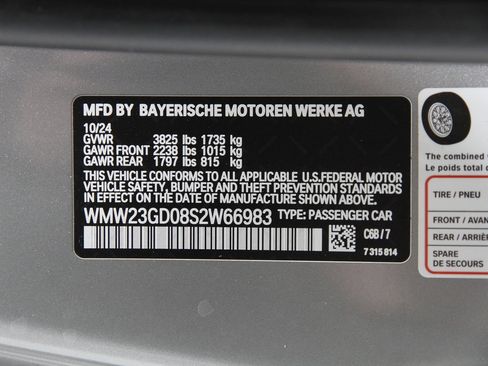 MFD BY BAYERISCHE MOTOREN WERKE AG
10/24
GVWR 3825 lbs 1735 kg
GAWR FRONT 2238 lbs 1015 kg
GAWR REAR 1797 lbs 815 kg
THIS VEHICLE CONFORMS TO ALL APPLICABLE U.S.FEDERAL MOTOR
VEHICLE SAFETY, BUMPER, AND THEFT PREVENTION STANDARDS
IN EFFECT ON THE DATE OF MANUFACTURE SHOWN ABOVE.
WMW23GD08S2W66983 TYPE: PASSENGER CAR
C6B / 7
7 315 814
The combined
Le poids total
TIRE / PNEU
FRONT / AVAN
REAR / ARRIÈR
SPARE
DE SECOURS